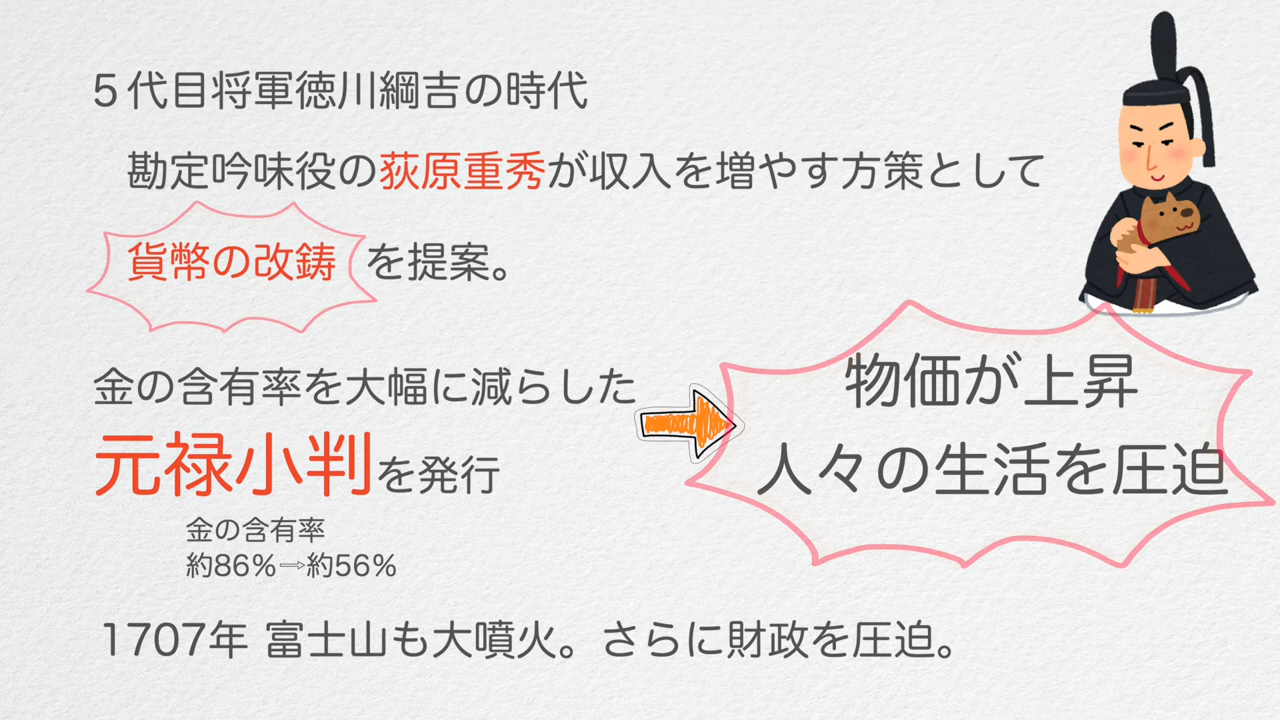 5代目将軍徳川綱吉の時代
勘定吟味役の荻原重秀が収入を増やす方策として
貨幣の改鋳を提案。
金の含有率を大幅に減らした
元禄小判を発行
金の含有率
約86%⇨約56%
物価が上昇
人々の生活を圧迫
1707年 富士山も大噴火。さらに財政を圧迫。